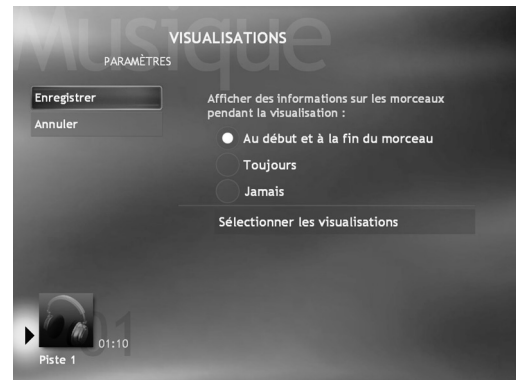 Musique
VISUALISATIONS
PARAMÈTRES
Enregistrer
Annuler
Afficher des informations sur les morceaux
pendant la visualisation :
Au début et à la fin du morceau
Toujours
Jamais
Sélectionner les visualisations
01
01:10
Piste 1